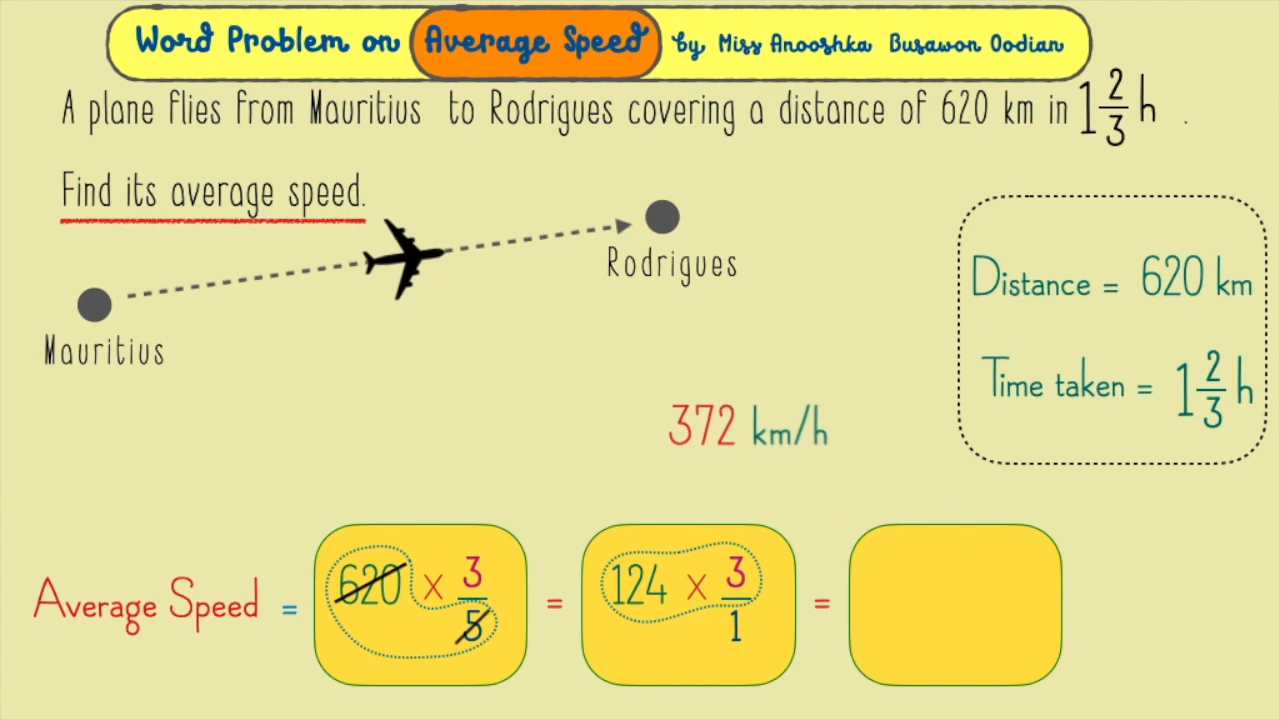 Word Problem on Average Speed by Miss Anooshka Busawon Oodian
A plane flies from Mauritius to Rodrigues covering a distance of 620 km in 1 2/3 h .
Find its average speed.
Rodrigues
Mauritius
Distance = 620 km
Time taken = 1 2/3 h
372 km/h
Average Speed = 620 × 3/5 = 124 × 3/1 =